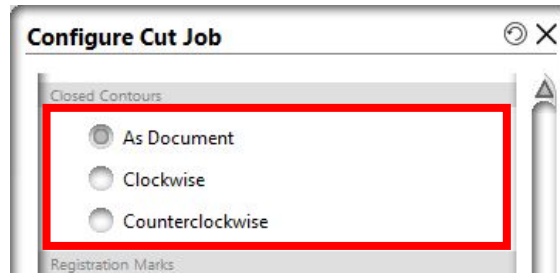 Configure Cut Job
Closed Contours
As Document
Clockwise
Counterclockwise
Registration Marks